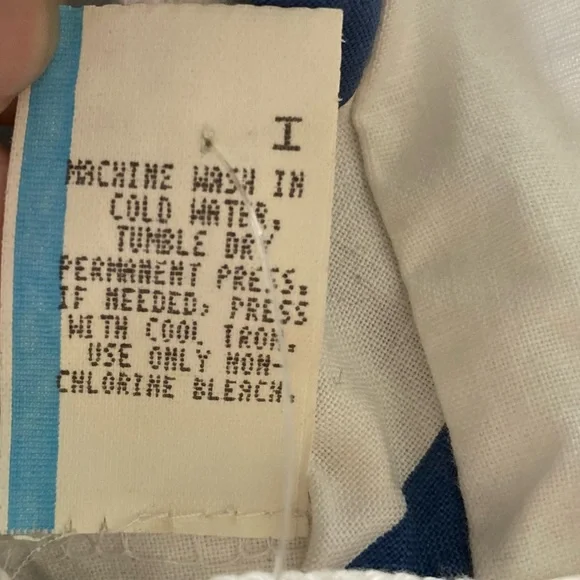 I
MACHINE WASH IN
COLD WATER,
TUMBLE DRY
PERMANENT PRESS.
IF NEEDED, PRESS
WITH COOL IRON.
USE ONLY NON-
CHLORINE BLEACH.